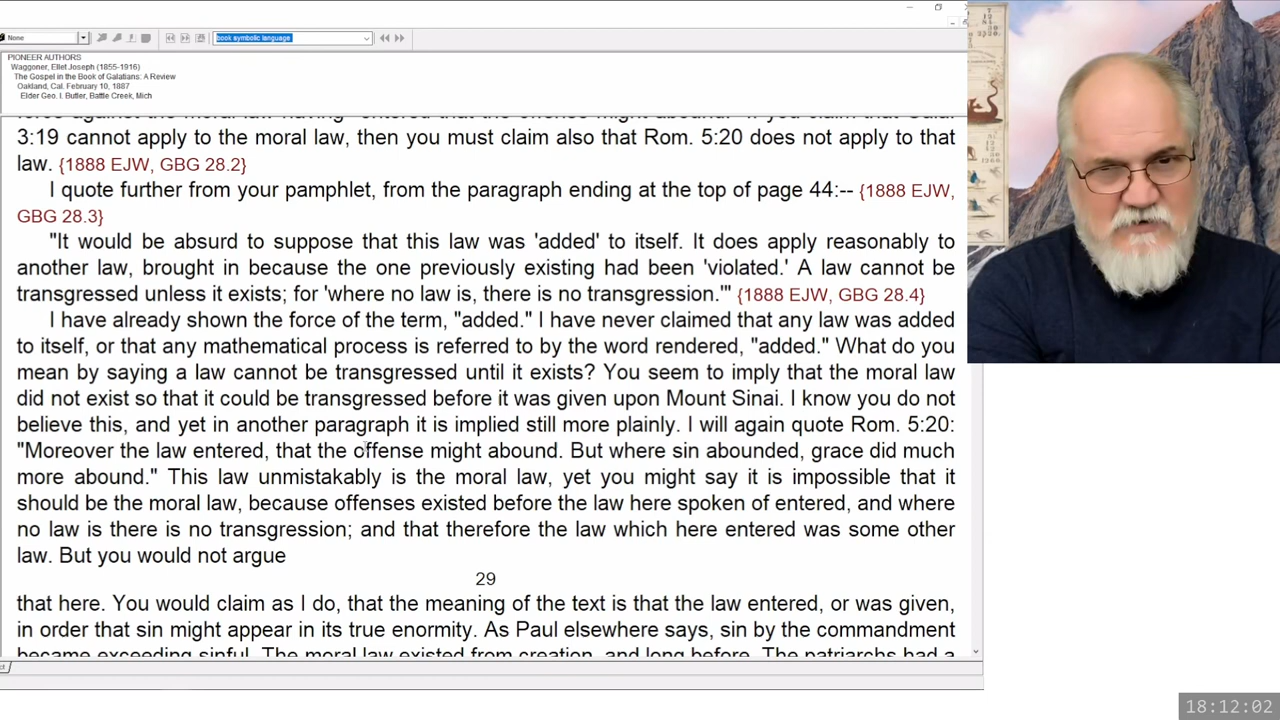 None
book symbolic language
PIONEER AUTHORS
Waggoner, Ellet Joseph (1855-1916)
The Gospel in the Book of Galatians: A Review
Oakland, Cal. February 10, 1887
Elder Geo. I. Butler, Battle Creek, Mich
3:19 cannot apply to the moral law, then you must claim also that Rom. 5:20 does not apply to that
law. {1888 EJW, GBG 28.2}
I quote further from your pamphlet, from the paragraph ending at the top of page 44:-- {1888 EJW,
GBG 28.3}
"It would be absurd to suppose that this law was 'added' to itself. It does apply reasonably to
another law, brought in because the one previously existing had been 'violated.' A law cannot be
transgressed unless it exists; for 'where no law is, there is no transgression.'" {1888 EJW, GBG 28.4}
I have already shown the force of the term, "added." I have never claimed that any law was added
to itself, or that any mathematical process is referred to by the word rendered, "added." What do you
mean by saying a law cannot be transgressed until it exists? You seem to imply that the moral law
did not exist so that it could be transgressed before it was given upon Mount Sinai. I know you do not
believe this, and yet in another paragraph it is implied still more plainly. I will again quote Rom. 5:20:
"Moreover the law entered, that the offense might abound. But where sin abounded, grace did much
more abound." This law unmistakably is the moral law, yet you might say it is impossible that it
should be the moral law, because offenses existed before the law here spoken of entered, and where
no law is there is no transgression; and that therefore the law which here entered was some other
law. But you would not argue
29
that here. You would claim as I do, that the meaning of the text is that the law entered, or was given,
in order that sin might appear in its true enormity. As Paul elsewhere says, sin by the commandment
became exceeding sinful. The moral law existed from creation, and long before. The patriarchs had a
18:12:02